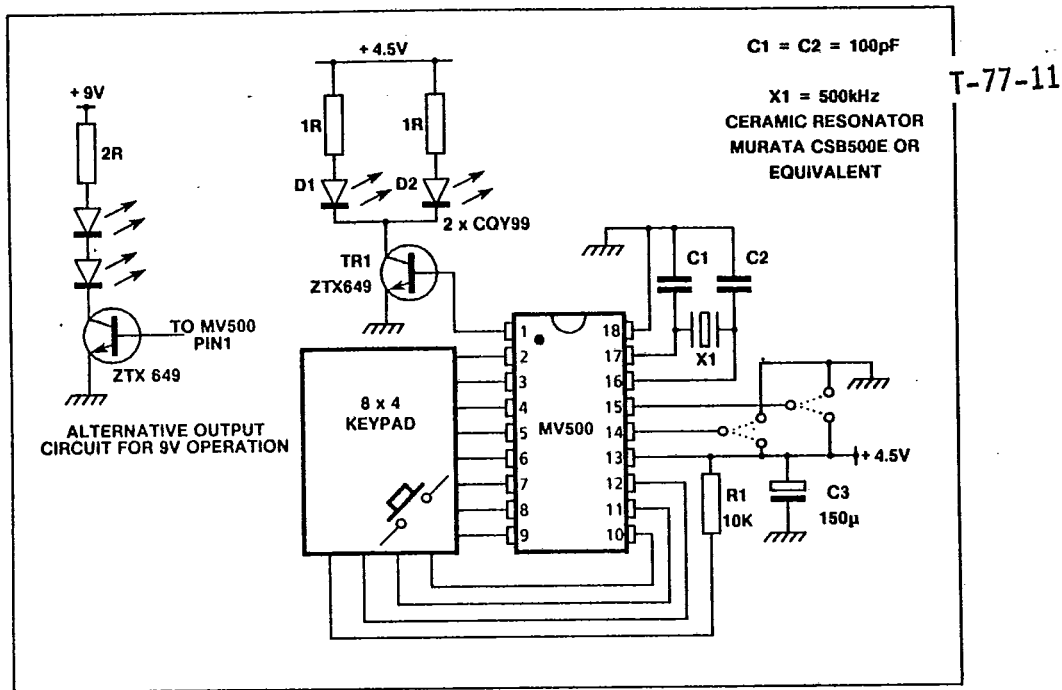 + 4.5V
C1 = C2 = 100pF
T-77-11
+ 9V
X1 = 500kHz
CERAMIC RESONATOR
MURATA CSB500E OR
EQUIVALENT
2R
1R
1R
D1
D2
2 x CQY99
TR1
ZTX649
C1
C2
X1
TO MV500
PIN1
ZTX 649
ALTERNATIVE OUTPUT
CIRCUIT FOR 9V OPERATION
8 x 4
KEYPAD
MV500
1
2
3
4
5
6
7
8
9
18
17
16
15
14
13
12
11
10
+ 4.5V
R1
10K
C3
150µ